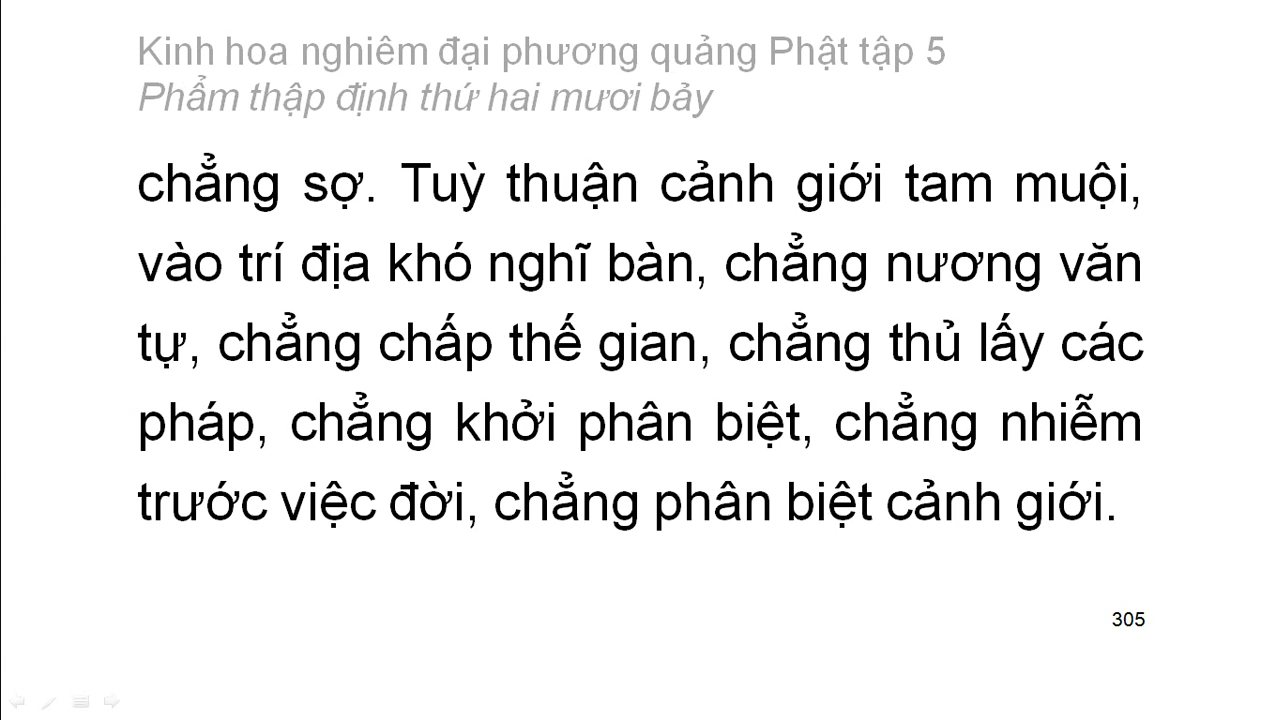 Kinh hoa nghiêm đại phương quảng Phật tập 5
Phẩm thập định thứ hai mươi bảy
chẳng sợ. Tuỳ thuận cảnh giới tam muội,
vào trí địa khó nghĩ bàn, chẳng nương văn
tự, chẳng chấp thế gian, chẳng thủ lấy các
pháp, chẳng khởi phân biệt, chẳng nhiễm
trước việc đời, chẳng phân biệt cảnh giới.
305